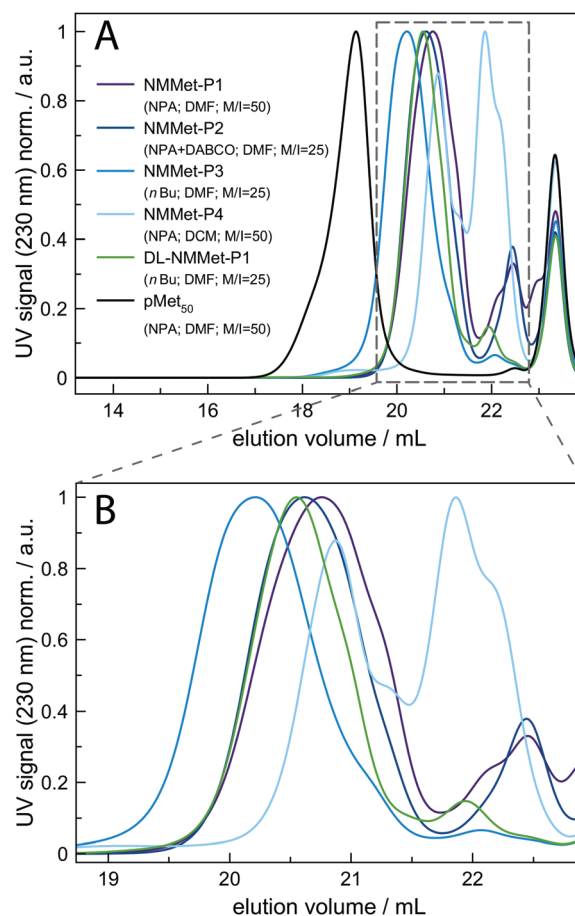 A
NMMet-P1
(NPA; DMF; M/I=50)
NMMet-P2
(NPA+DABCO; DMF; M/I=25)
NMMet-P3
(nBu; DMF; M/I=25)
NMMet-P4
(NPA; DCM; M/I=50)
DL-NMMet-P1
(nBu; DMF; M/I=25)
pMet50
(NPA; DMF; M/I=50)
UV signal (230 nm) norm. / a.u.
1
0.8
0.6
0.4
0.2
0
14 16 18 20 22
elution volume / mL
B
UV signal (230 nm) norm. / a.u.
1
0.8
0.6
0.4
0.2
0
19 20 21 22
elution volume / mL